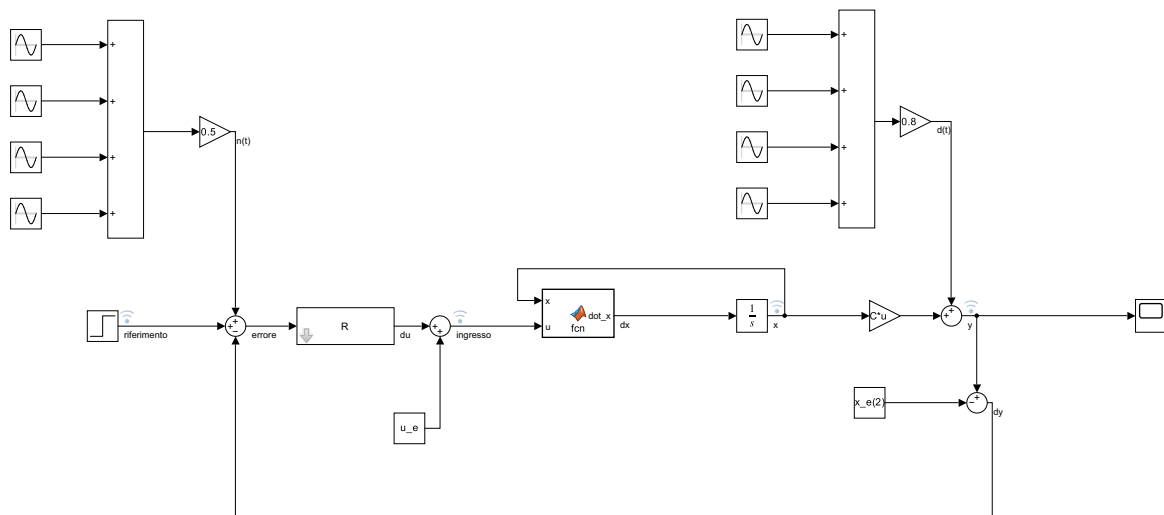 +
+
+
+
0.5
n(t)
+
+
+
+
0.8
d(t)
riferimento
+
+
−
errore
R
du
+
+
ingresso
u_e
x
u
fcn
dot_x
dx
1
s
x
C*u
+
+
y
x_e(2)
−
+
dy